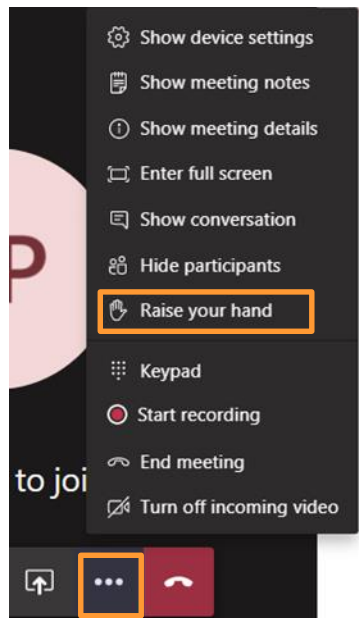 Show device settings
Show meeting notes
Show meeting details
Enter full screen
Show conversation
Hide participants
P
Raise your hand
Keypad
Start recording
End meeting
to joi
Turn off incoming video